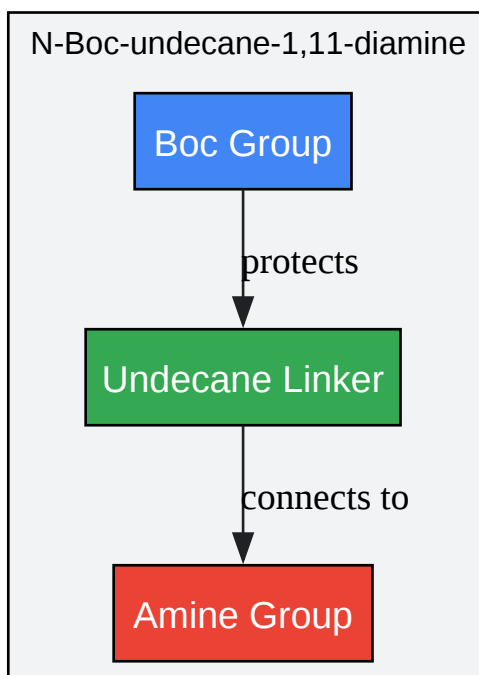 N-Boc-undecane-1,11-diamine
Boc Group
protects
Undecane Linker
connects to
Amine Group